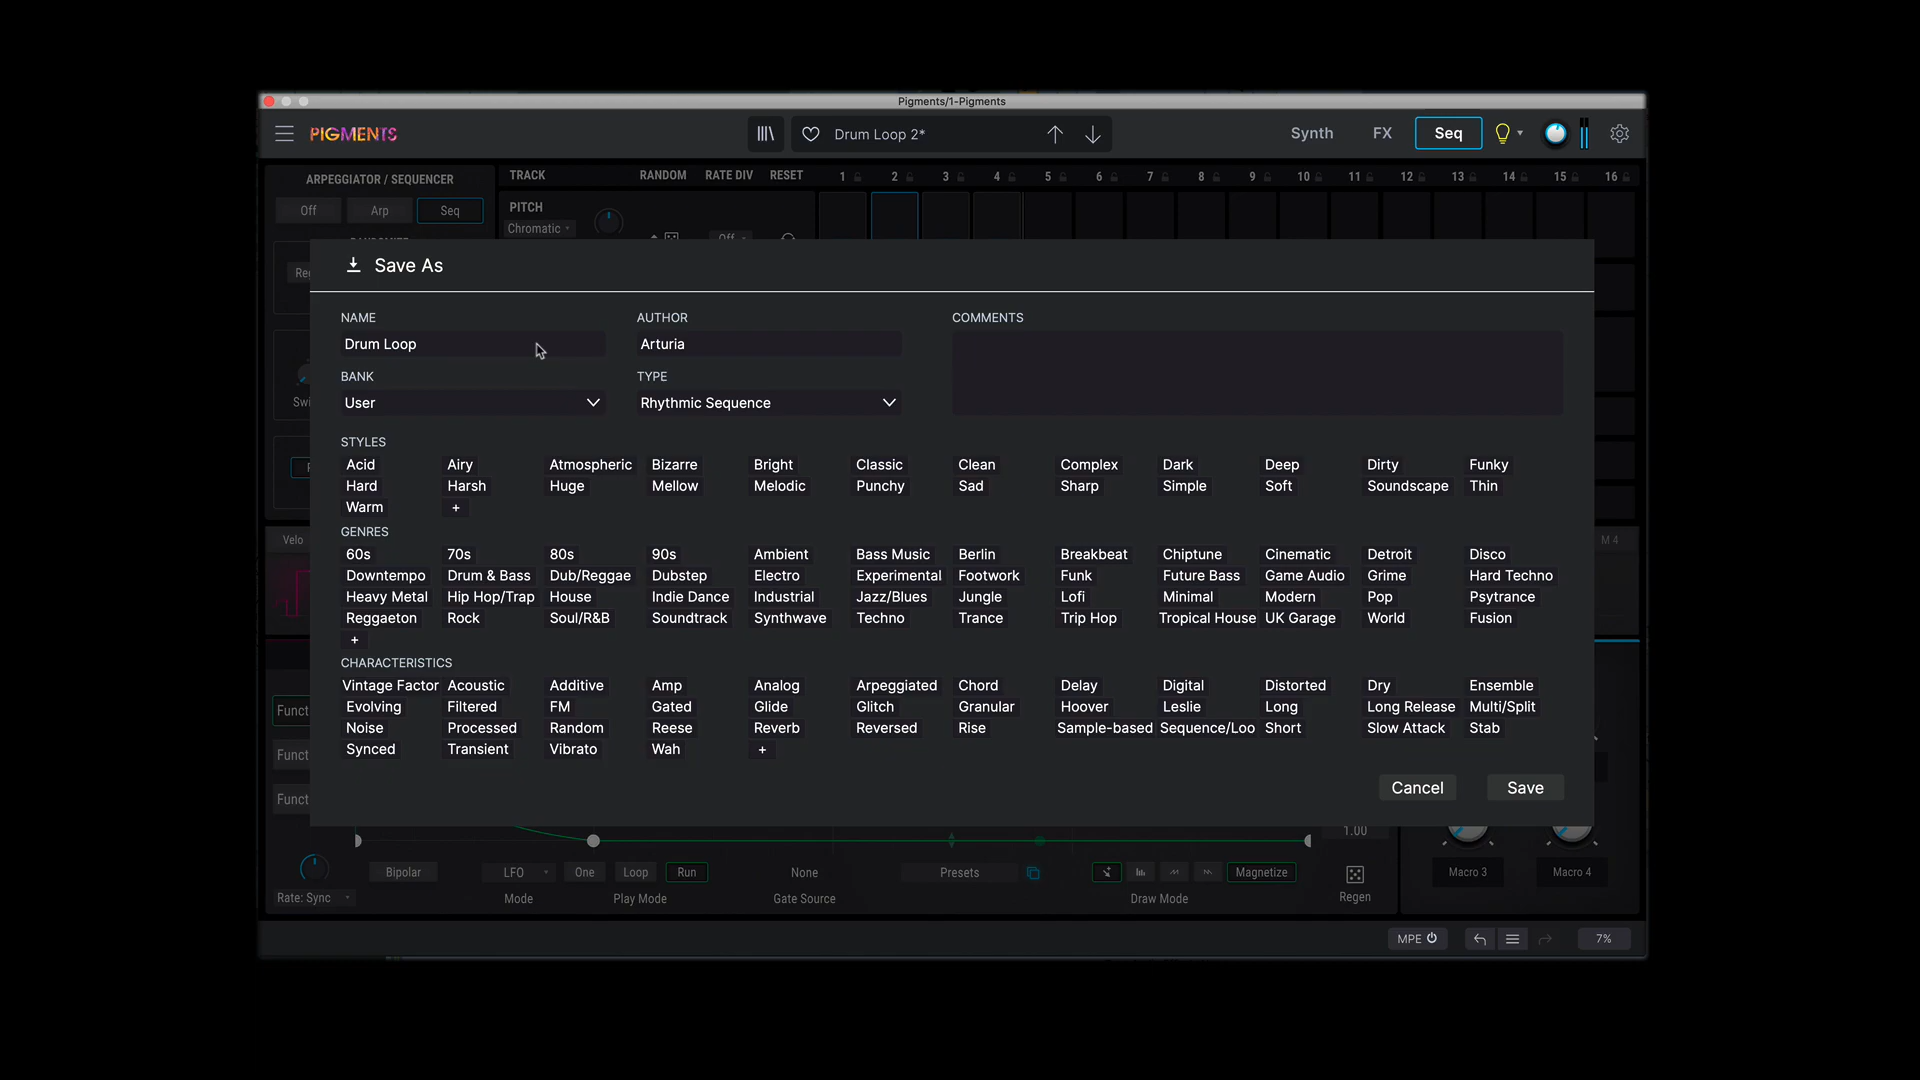 Pigments/1-Pigments
PIGMENTS
Drum Loop 2*
Synth FX Seq
ARPEGGIATOR / SEQUENCER
TRACK RANDOM RATE DIV RESET 1 2 3 4 5 6 7 8 9 10 11 12 13 14 15 16
Off Arp Seq
PITCH
Chromatic
Off
Save As
NAME AUTHOR COMMENTS
Drum Loop Arturia
BANK TYPE
User Rhythmic Sequence
STYLES
Acid Airy Atmospheric Bizarre Bright Classic Clean Complex Dark Deep Dirty Funky
Hard Harsh Huge Mellow Melodic Punchy Sad Sharp Simple Soft Soundscape Thin
Warm +
GENRES
60s 70s 80s 90s Ambient Bass Music Berlin Breakbeat Chiptune Cinematic Detroit Disco
Downtempo Drum & Bass Dub/Reggae Dubstep Electro Experimental Footwork Funk Future Bass Game Audio Grime Hard Techno
Heavy Metal Hip Hop/Trap House Indie Dance Industrial Jazz/Blues Jungle Lofi Minimal Modern Pop Psytrance
Reggaeton Rock Soul/R&B Soundtrack Synthwave Techno Trance Trip Hop Tropical House UK Garage World Fusion
+
CHARACTERISTICS
Vintage Factor Acoustic Additive Amp Analog Arpeggiated Chord Delay Digital Distorted Dry Ensemble
Evolving Filtered FM Gated Glide Glitch Granular Hoover Leslie Long Long Release Multi/Split
Noise Processed Random Reese Reverb Reversed Rise Sample-based Sequence/Loo Short Slow Attack Stab
Synced Transient Vibrato Wah +
Cancel Save
Velo
M 4
Funct
Funct
Funct
1.00
Bipolar LFO One Loop Run None Presets Magnetize Macro 3 Macro 4
Rate: Sync Mode Play Mode Gate Source Draw Mode Regen
MPE 7%